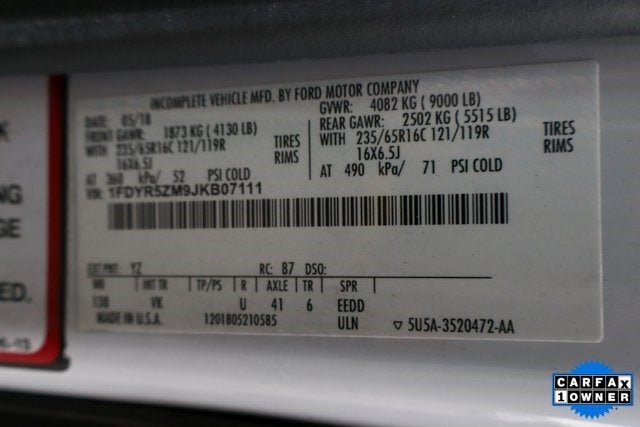 INCOMPLETE VEHICLE MFD. BY FORD MOTOR COMPANY
DATE: 05/18 GVWR: 4082 KG ( 9000 LB)
FRONT GAWR: 1873 KG ( 4130 LB) REAR GAWR: 2502 KG ( 5515 LB)
WITH 235/65R16C 121/119R TIRES WITH 235/65R16C 121/119R TIRES
16X6.5J RIMS 16X6.5J RIMS
AT 360 kPa/ 52 PSI COLD AT 490 kPa/ 71 PSI COLD
VIN: 1FDYR5ZM9JKB07111
EXT PNT: YZ RC: 87 DSO:
WB INT TR TP/PS R AXLE TR SPR
138 VK U 41 6 EEDD
MADE IN U.S.A. 1201805210585 ULN ▽ 5U5A-3520472-AA
K
NG
GE
ED.
CARFAX
1 OWNER